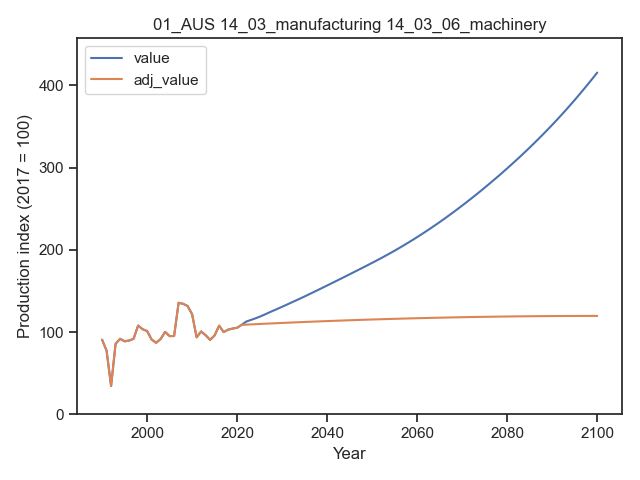 01_AUS 14_03_manufacturing 14_03_06_machinery
value
adj_value
400
300
200
100
0
Production index (2017 = 100)
2000 2020 2040 2060 2080 2100
Year